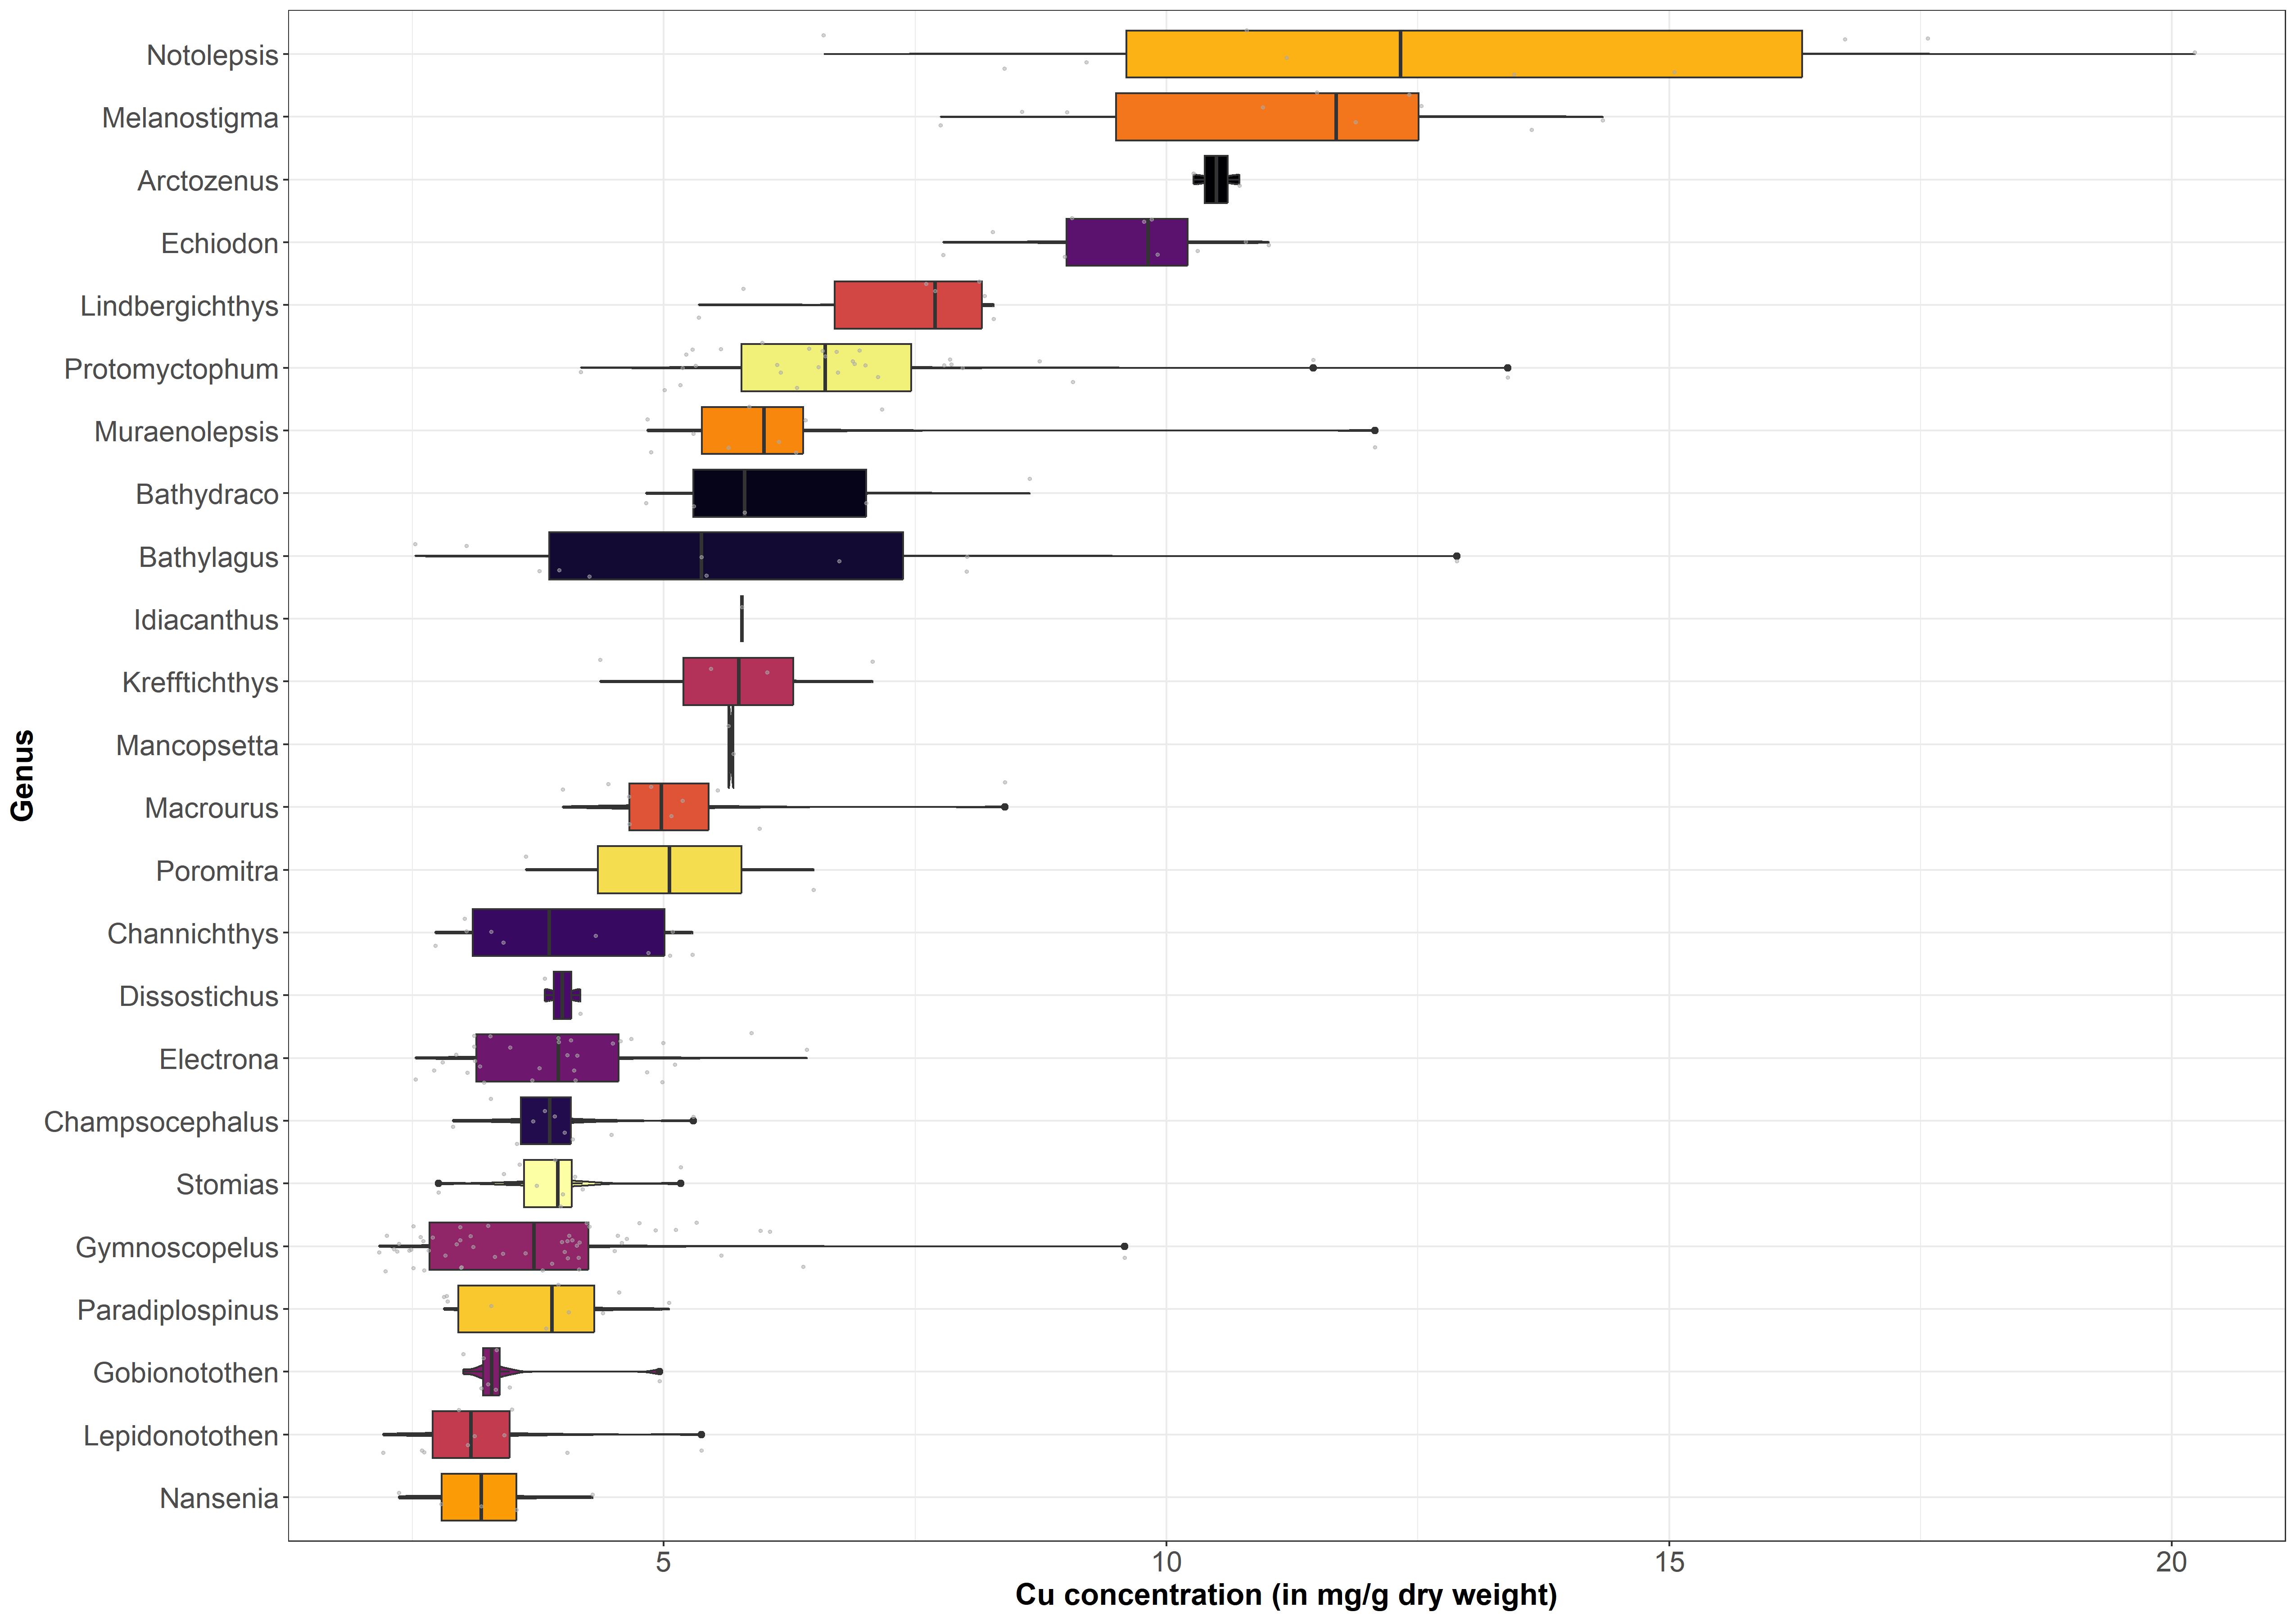 Notolepsis
Melanostigma
Arctozenus
Echiodon
Lindbergichthys
Protomyctophum
Muraenolepsis
Bathydraco
Bathylagus
Idiacanthus
Krefftichthys
Mancopsetta
Macrourus
Poromitra
Channichthys
Dissostichus
Electrona
Champsocephalus
Stomias
Gymnoscopelus
Paradiplospinus
Gobionotothen
Lepidonotothen
Nansenia
Genus
5 10 15 20
Cu concentration (in mg/g dry weight)